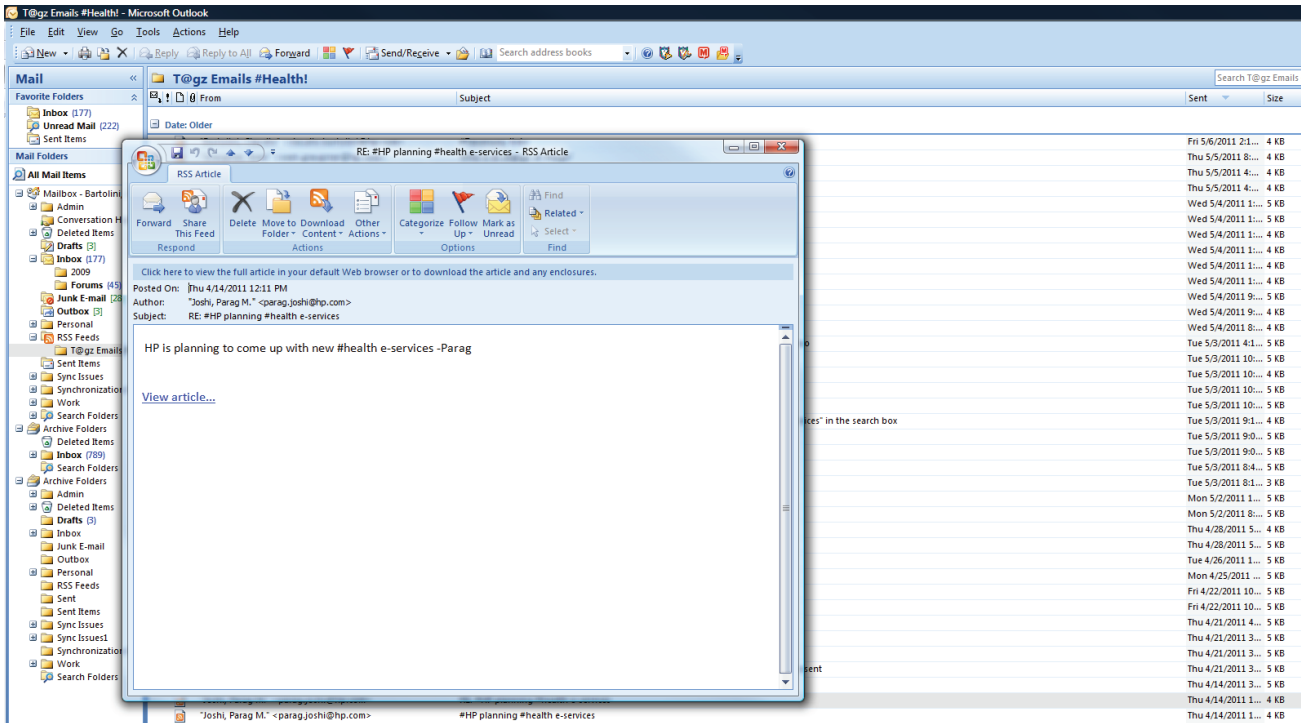 T@gz Emails #Health! - Microsoft Outlook
File Edit View Go Tools Actions Help
New Reply Reply to All Forward Send/Receive Search address books
Mail «
Favorite Folders
Inbox (177)
Unread Mail (222)
Sent Items
Mail Folders
All Mail Items
Mailbox - Bartolini,
Admin
Conversation H
Deleted Items
Drafts [3]
Inbox (177)
2009
Forums (45)
Junk E-mail [28
Outbox [3]
Personal
RSS Feeds
T@gz Emails
Sent Items
Sync Issues
Synchronization
Work
Search Folders
Archive Folders
Deleted Items
Inbox (789)
Search Folders
Archive Folders
Admin
Deleted Items
Drafts (3)
Inbox
Junk E-mail
Outbox
Personal
RSS Feeds
Sent
Sent Items
Sync Issues
Sync Issues1
Synchronization
Work
Search Folders
T@gz Emails #Health!
Search T@gz Emails
From Subject Sent Size
Date: Older
RE: #HP planning #health e-services - RSS Article
RSS Article
Forward Share This Feed Delete Move to Folder Download Content Other Actions Categorize Follow Up Mark as Unread Find Related Select
Respond Actions Options Find
Click here to view the full article in your default Web browser or to download the article and any enclosures.
Posted On: Thu 4/14/2011 12:11 PM
Author: "Joshi, Parag M." <parag.joshi@hp.com>
Subject: RE: #HP planning #health e-services
HP is planning to come up with new #health e-services -Parag
View article...
Fri 5/6/2011 2:1... 4 KB
Thu 5/5/2011 8:... 4 KB
Thu 5/5/2011 4:... 4 KB
Thu 5/5/2011 4:... 4 KB
Wed 5/4/2011 1:... 5 KB
Wed 5/4/2011 1:... 5 KB
Wed 5/4/2011 1:... 4 KB
Wed 5/4/2011 1:... 4 KB
Wed 5/4/2011 1:... 4 KB
Wed 5/4/2011 1:... 4 KB
Wed 5/4/2011 9:... 5 KB
Wed 5/4/2011 9:... 4 KB
Wed 5/4/2011 8:... 4 KB
o Tue 5/3/2011 4:1... 5 KB
Tue 5/3/2011 10:... 5 KB
Tue 5/3/2011 10:... 4 KB
Tue 5/3/2011 10:... 5 KB
Tue 5/3/2011 10:... 5 KB
ices" in the search box Tue 5/3/2011 9:1... 4 KB
Tue 5/3/2011 9:0... 5 KB
Tue 5/3/2011 9:0... 5 KB
Tue 5/3/2011 8:4... 5 KB
Tue 5/3/2011 8:1... 3 KB
Mon 5/2/2011 1... 5 KB
Mon 5/2/2011 8:... 5 KB
Thu 4/28/2011 5... 4 KB
Thu 4/28/2011 5... 5 KB
Tue 4/26/2011 1... 5 KB
Mon 4/25/2011 ... 5 KB
Fri 4/22/2011 10... 5 KB
Fri 4/22/2011 10... 5 KB
Thu 4/21/2011 4... 5 KB
Thu 4/21/2011 3... 5 KB
Thu 4/21/2011 3... 5 KB
sent Thu 4/21/2011 3... 5 KB
Thu 4/14/2011 3... 5 KB
Thu 4/14/2011 1... 4 KB
"Joshi, Parag M." <parag.joshi@hp.com> #HP planning #health e-services Thu 4/14/2011 1... 4 KB